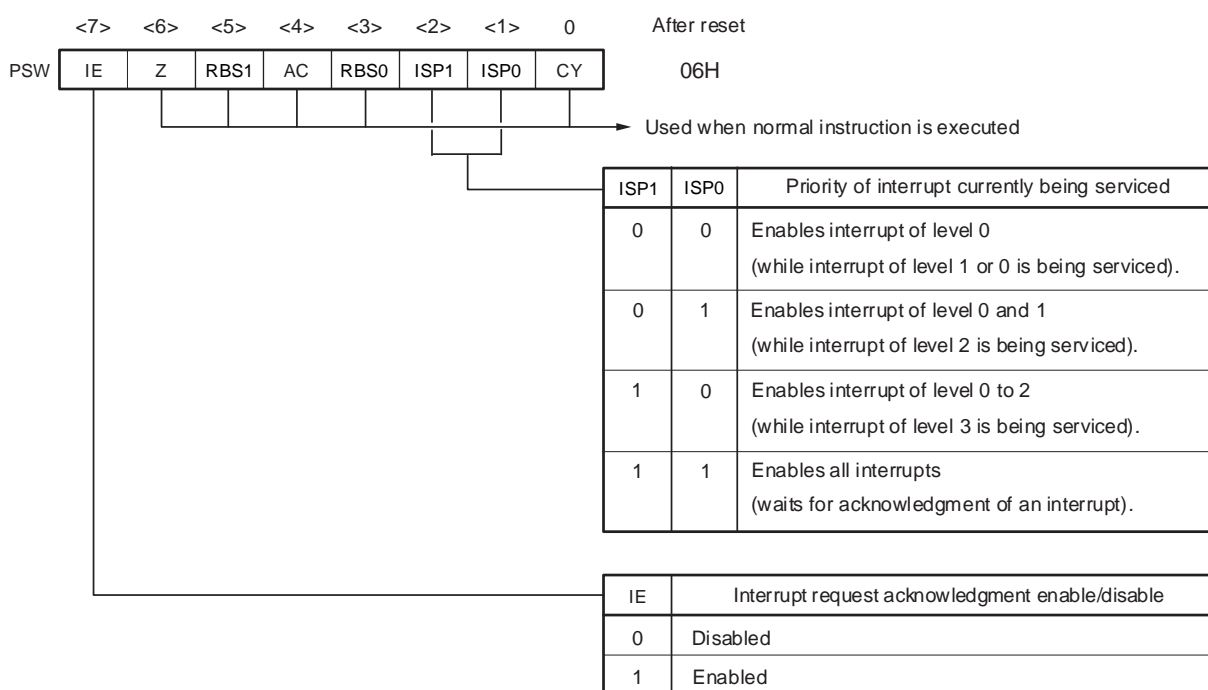 <7> <6> <5> <4> <3> <2> <1> 0 After reset
PSW IE Z RBS1 AC RBS0 ISP1 ISP0 CY 06H
Used when normal instruction is executed
ISP1 ISP0 Priority of interrupt currently being serviced
0 0 Enables interrupt of level 0
(while interrupt of level 1 or 0 is being serviced).
0 1 Enables interrupt of level 0 and 1
(while interrupt of level 2 is being serviced).
1 0 Enables interrupt of level 0 to 2
(while interrupt of level 3 is being serviced).
1 1 Enables all interrupts
(waits for acknowledgment of an interrupt).
IE Interrupt request acknowledgment enable/disable
0 Disabled
1 Enabled